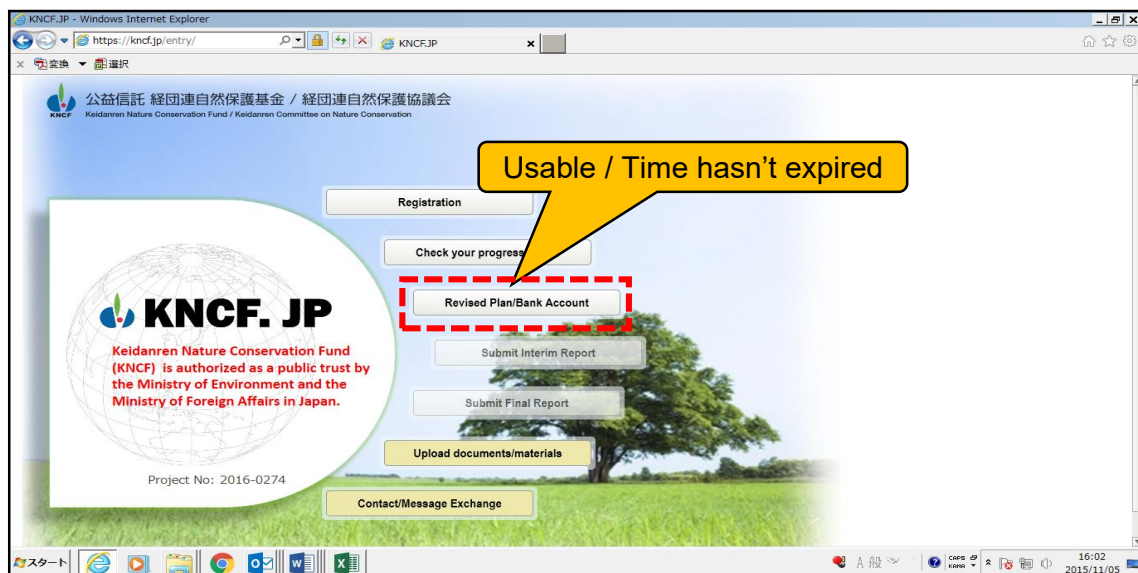 KNCF.JP - Windows Internet Explorer
https://kncf.jp/entry/
KNCF.JP
変換 選択
公益信託 経団連自然保護基金 / 経団連自然保護協議会
KNCF
Keidanren Nature Conservation Fund / Keidanren Committee on Nature Conservation
Usable / Time hasn't expired
Registration
Check your progress
Revised Plan/Bank Account
KNCF. JP
Keidanren Nature Conservation Fund
(KNCF) is authorized as a public trust by
the Ministry of Environment and the
Ministry of Foreign Affairs in Japan.
Submit Interim Report
Submit Final Report
Upload documents/materials
Project No: 2016-0274
Contact/Message Exchange
スタート
A 般
CAPS
KANA
16:02
2015/11/05